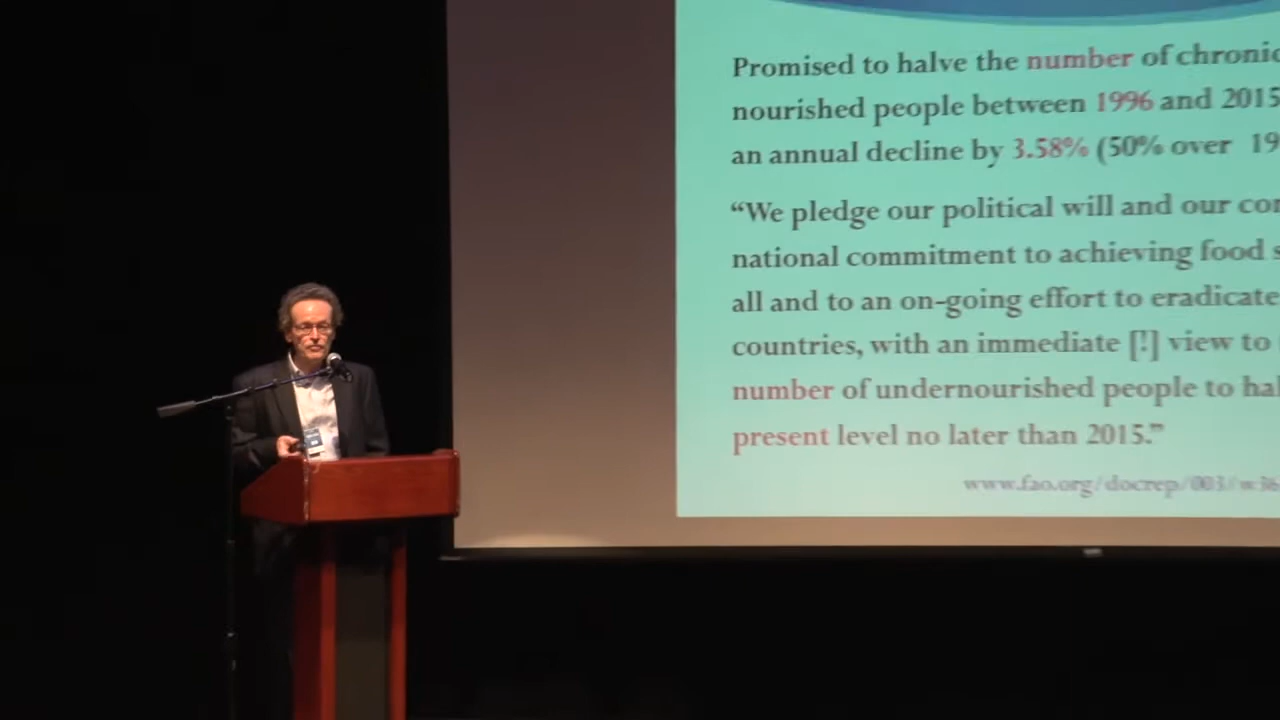 Promised to halve the number of chronic
nourished people between 1996 and 2015
an annual decline by 3.58% (50% over 19
“We pledge our political will and our con
national commitment to achieving food s
all and to an on-going effort to eradicate
countries, with an immediate [!] view to
number of undernourished people to hal
present level no later than 2015.”
www.fao.org/docrep/003/w36